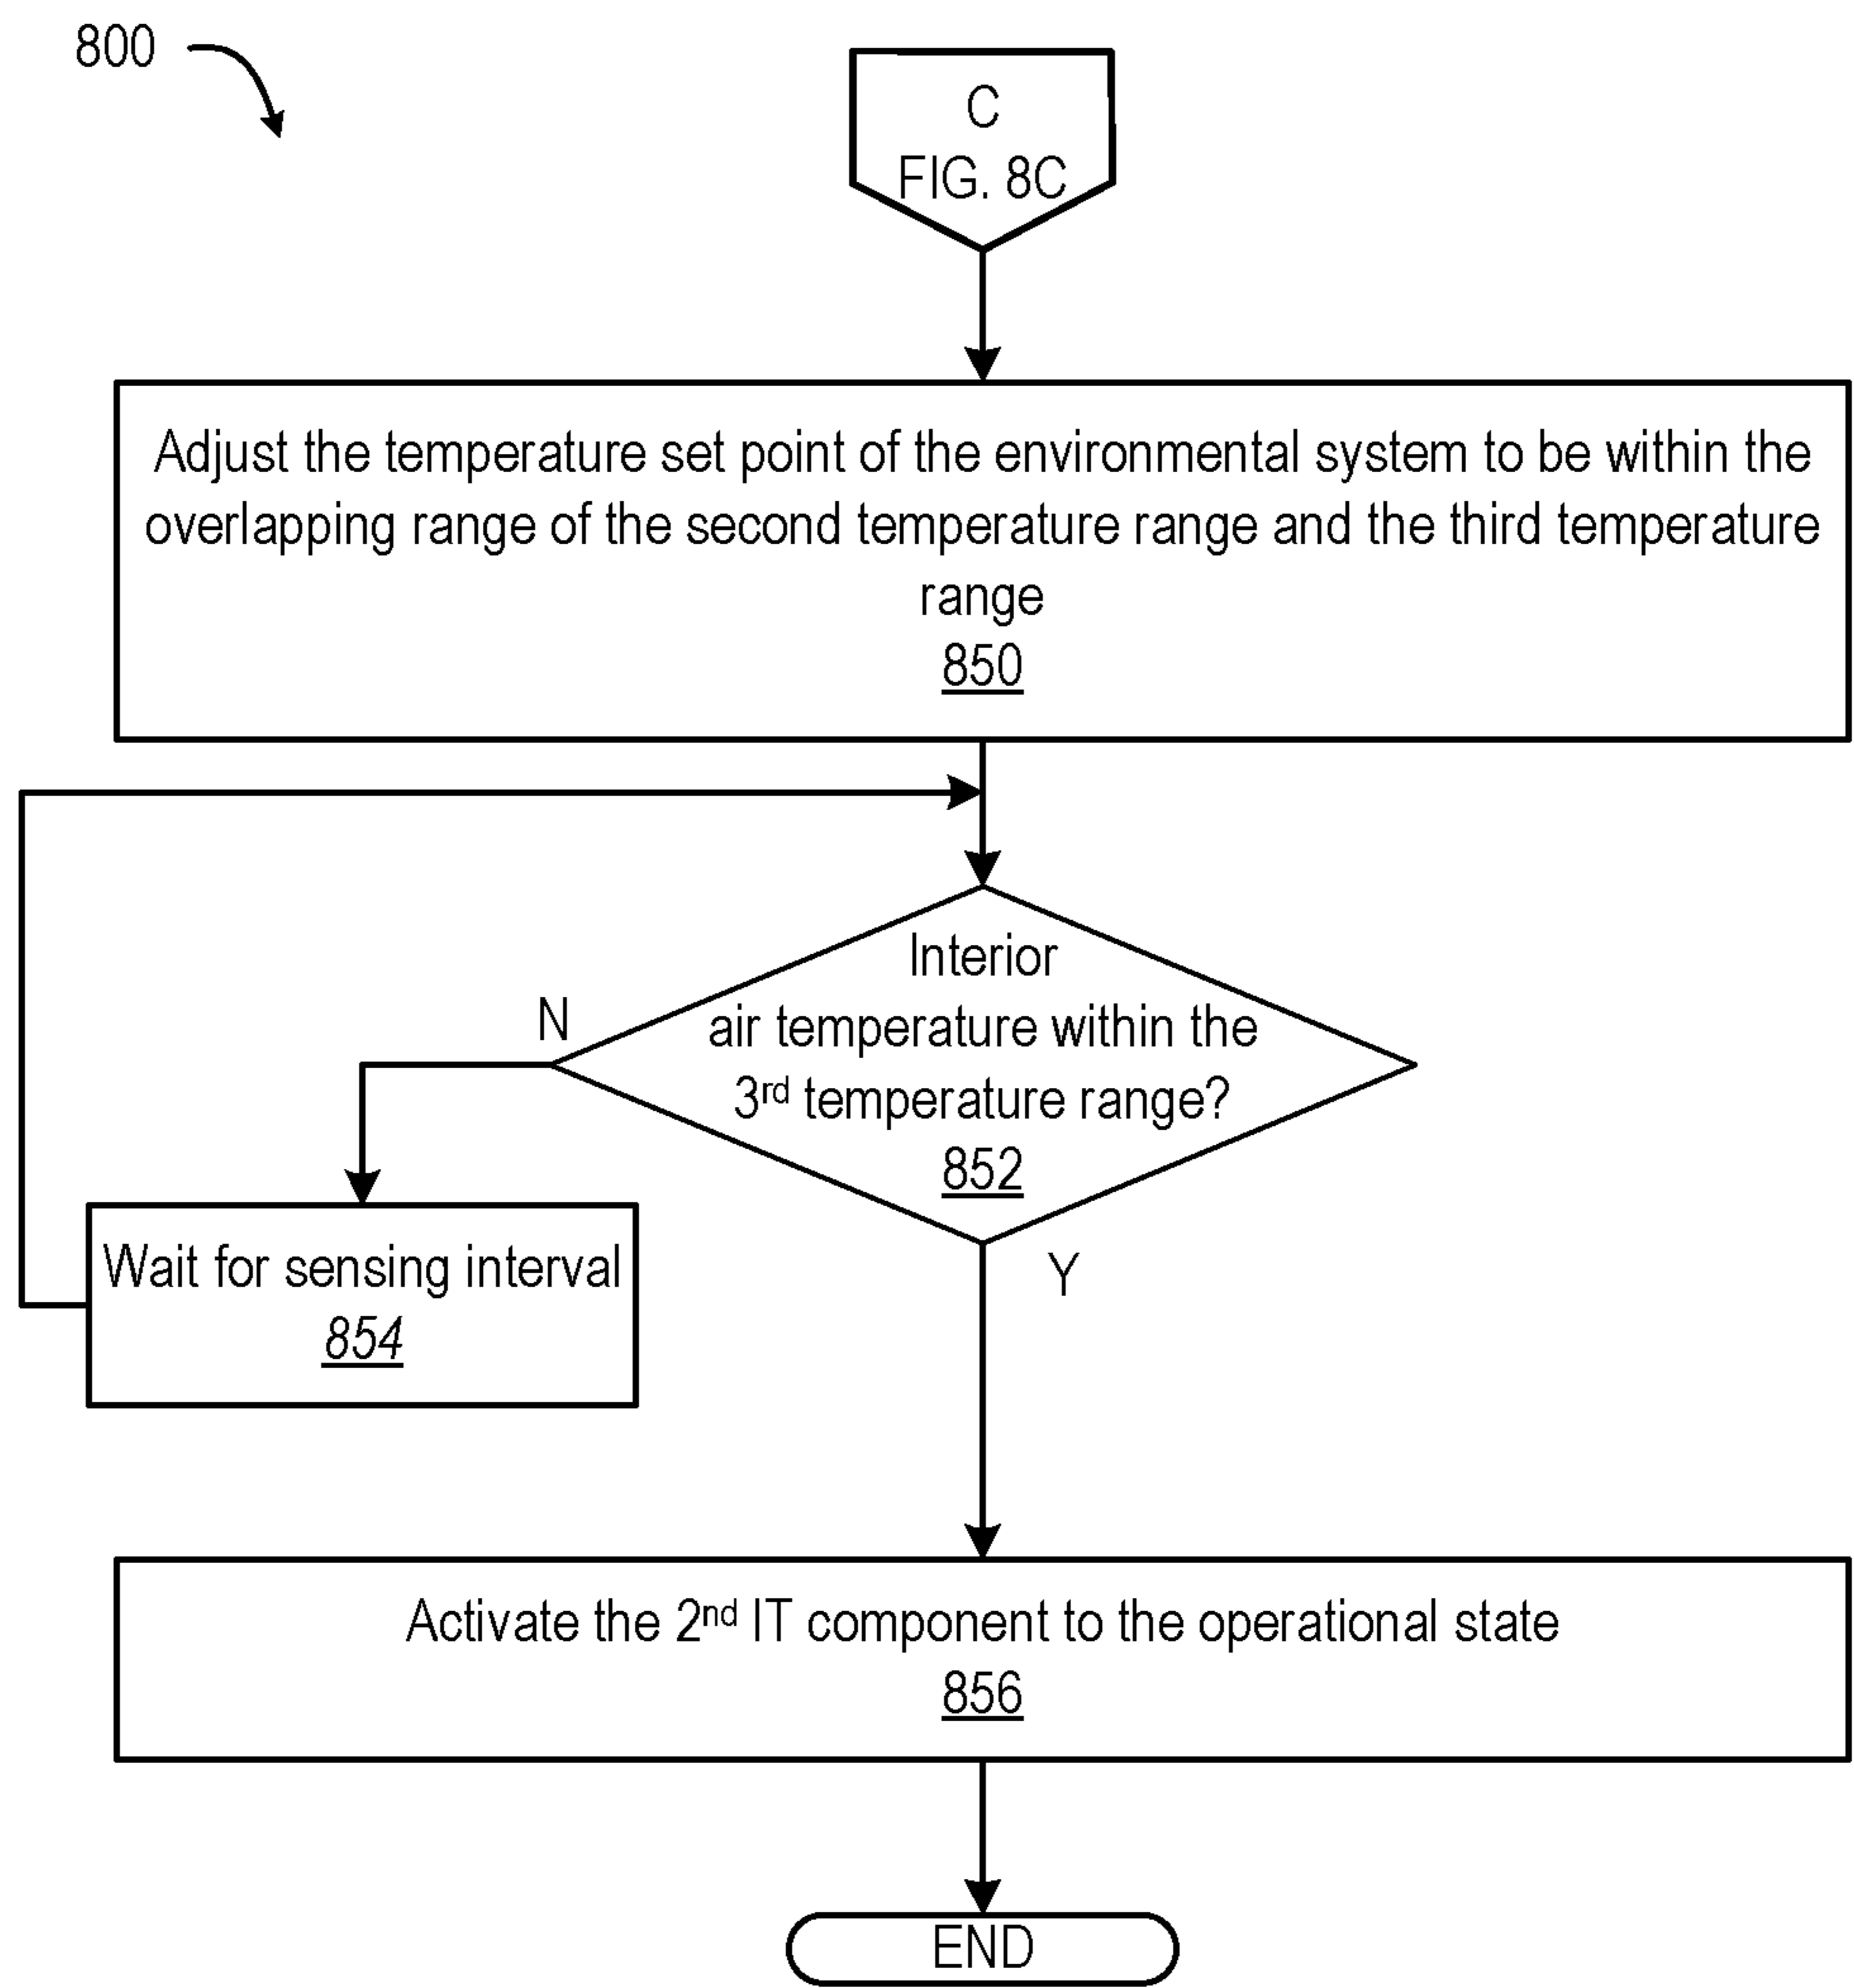 800
C
FIG. 8C
Adjust the temperature set point of the environmental system to be within the
overlapping range of the second temperature range and the third temperature
range
850
Interior
air temperature within the
3rd temperature range?
852
N
Y
Wait for sensing interval
854
Activate the 2nd IT component to the operational state
856
END